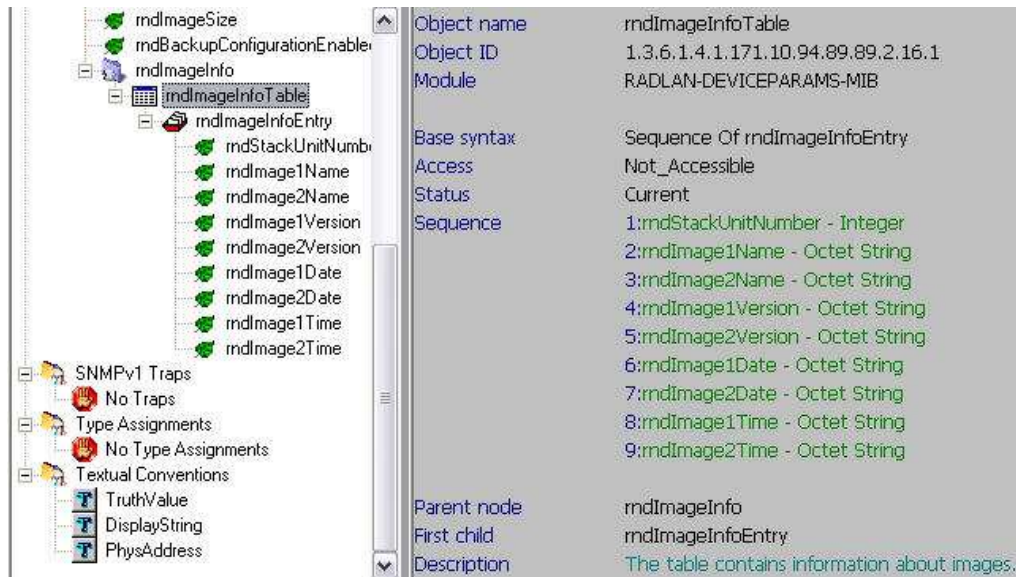 rndImageSize
rndBackupConfigurationEnable
rndImageInfo
rndImageInfoTable
rndImageInfoEntry
rndStackUnitNumb
rndImage1Name
rndImage2Name
rndImage1Version
rndImage2Version
rndImage1Date
rndImage2Date
rndImage1Time
rndImage2Time
SNMPv1 Traps
No Traps
Type Assignments
No Type Assignments
Textual Conventions
TruthValue
DisplayString
PhysAddress
Object name rndImageInfoTable
Object ID 1.3.6.1.4.1.171.10.94.89.89.2.16.1
Module RADLAN-DEVICEPARAMS-MIB
Base syntax Sequence Of rndImageInfoEntry
Access Not_Accessible
Status Current
Sequence 1:rndStackUnitNumber - Integer
2:rndImage1Name - Octet String
3:rndImage2Name - Octet String
4:rndImage1Version - Octet String
5:rndImage2Version - Octet String
6:rndImage1Date - Octet String
7:rndImage2Date - Octet String
8:rndImage1Time - Octet String
9:rndImage2Time - Octet String
Parent node rndImageInfo
First child rndImageInfoEntry
Description The table contains information about images.